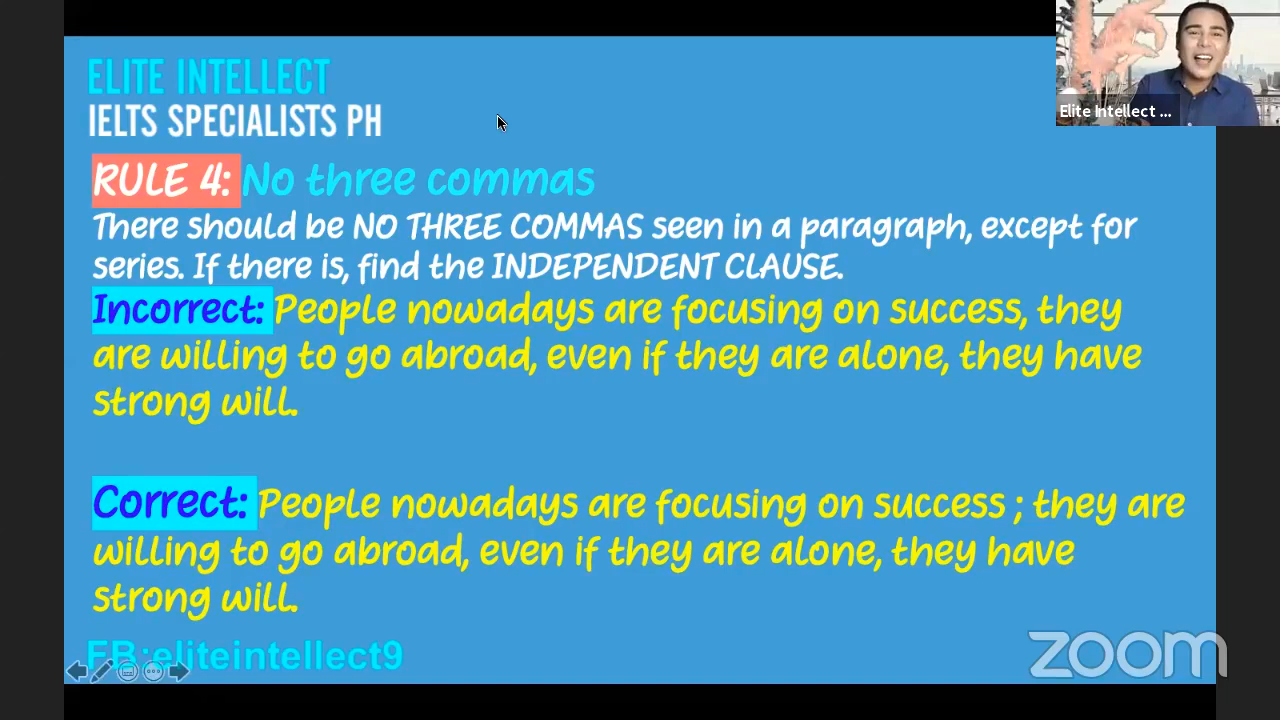 ELITE INTELLECT
IELTS SPECIALISTS PH
Elite Intellect ...
RULE 4: No three commas
There should be NO THREE COMMAS seen in a paragraph, except for
series. If there is, find the INDEPENDENT CLAUSE.
Incorrect: People nowadays are focusing on success, they
are willing to go abroad, even if they are alone, they have
strong will.
Correct: People nowadays are focusing on success ; they are
willing to go abroad, even if they are alone, they have
strong will.
FB:eliteintellect9
zoom